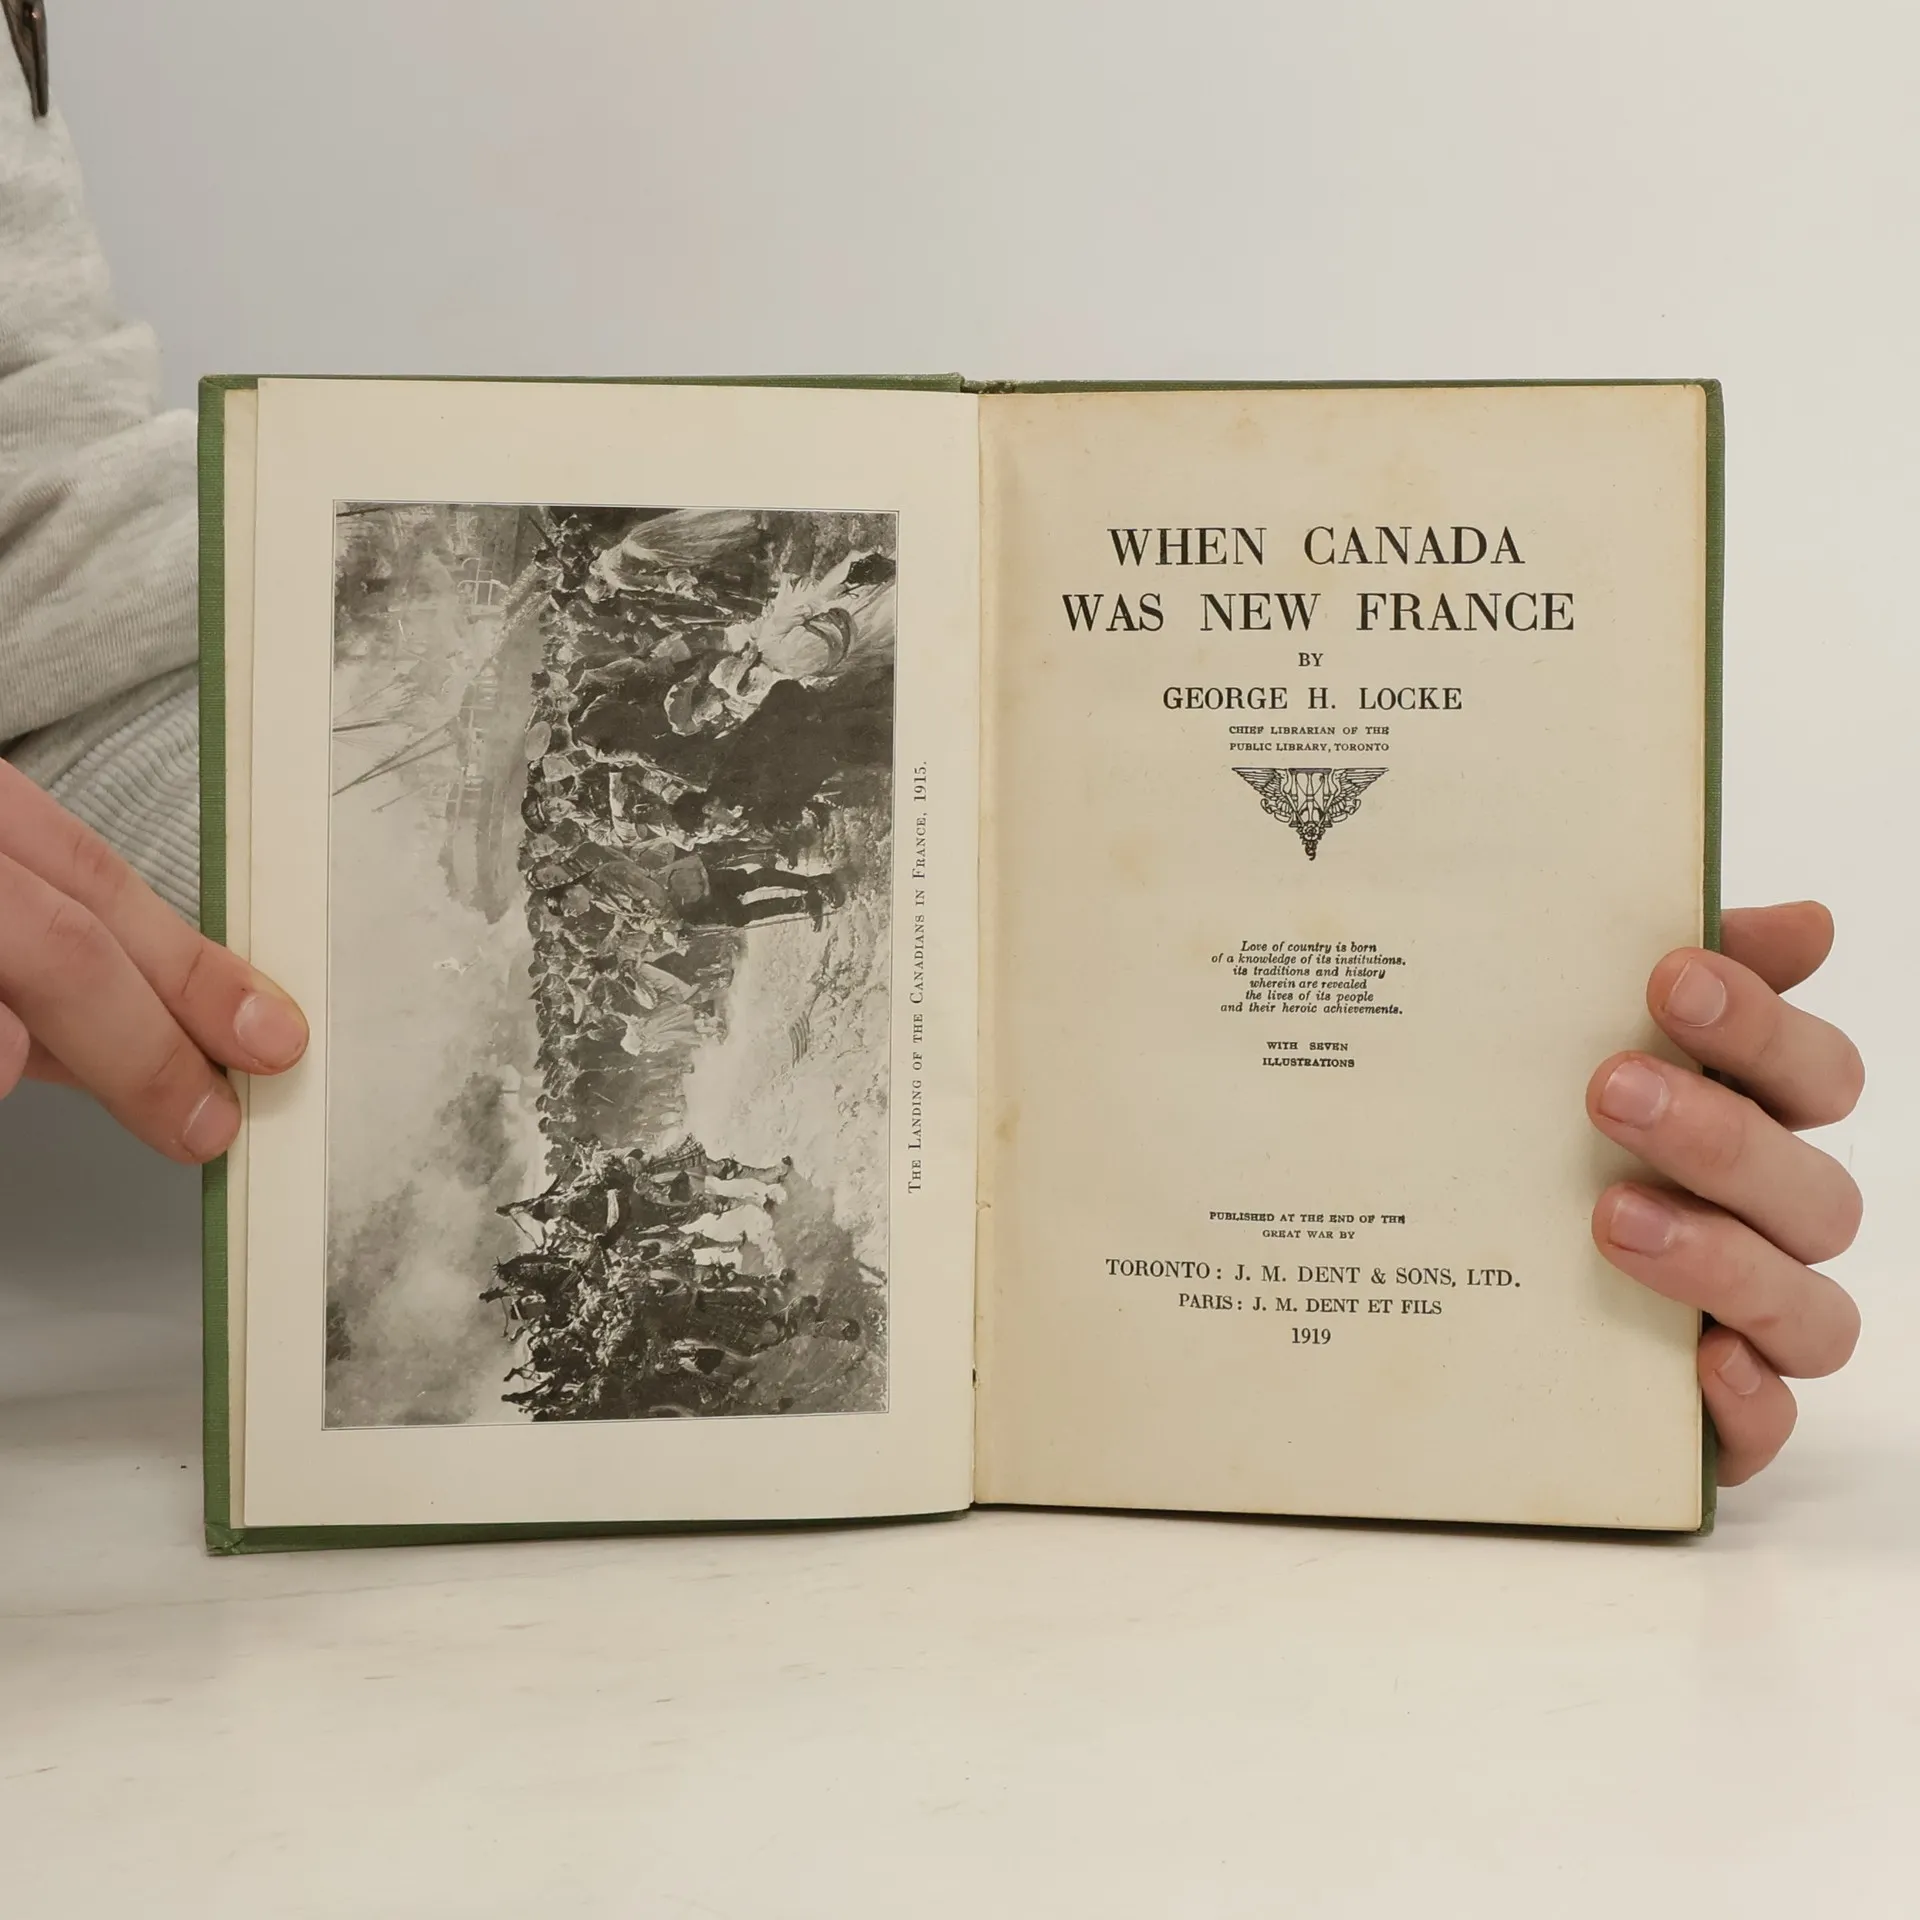 The Landing of the Canadians in France, 1915.
WHEN CANADA
WAS NEW FRANCE
BY
GEORGE H. LOCKE
CHIEF LIBRARIAN OF THE
PUBLIC LIBRARY, TORONTO
Love of country is born
of a knowledge of its institutions,
its traditions and history
wherein are revealed
the lives of its people
and their heroic achievements.
WITH SEVEN
ILLUSTRATIONS
PUBLISHED AT THE END OF THE
GREAT WAR BY
TORONTO: J. M. DENT & SONS, LTD.
PARIS: J. M. DENT ET FILS
1919